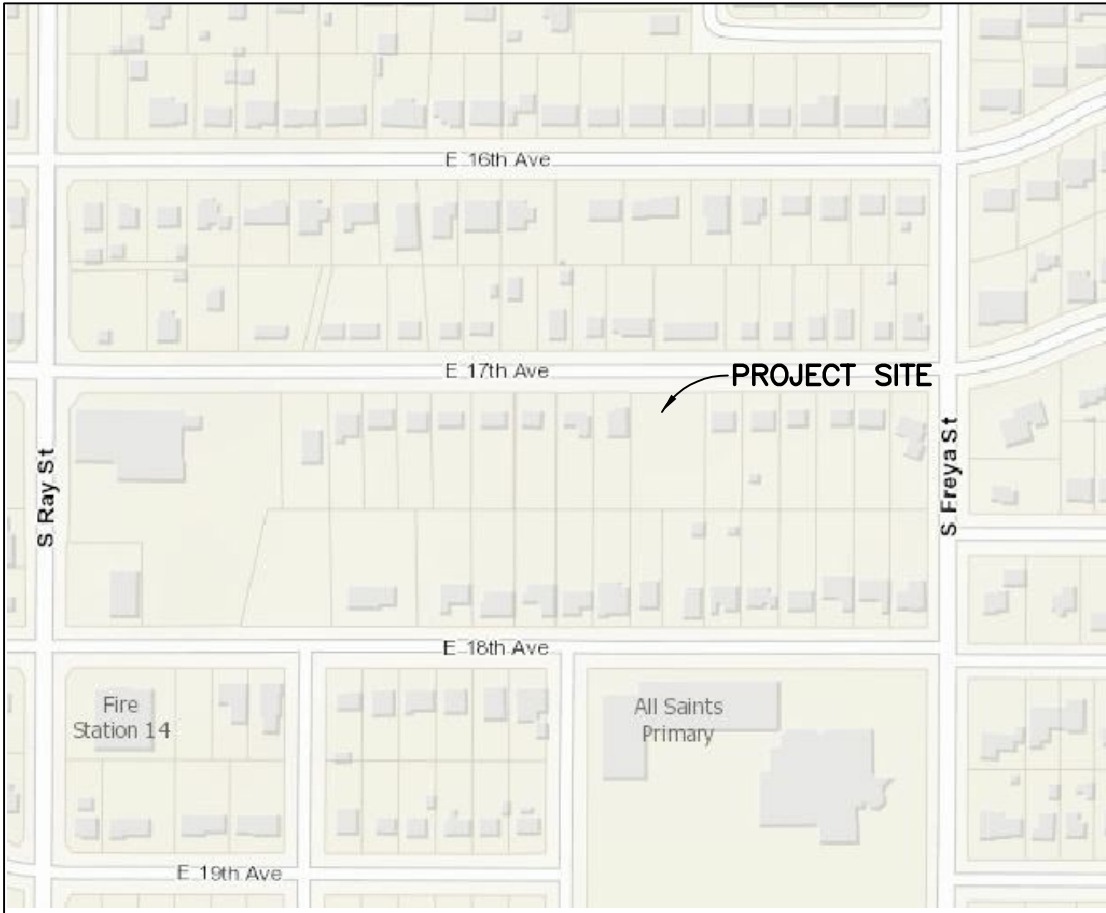 E 16th Ave
E 17th Ave
PROJECT SITE
S Ray St
S Freya St
E 18th Ave
Fire
Station 14
All Saints
Primary
E 19th Ave